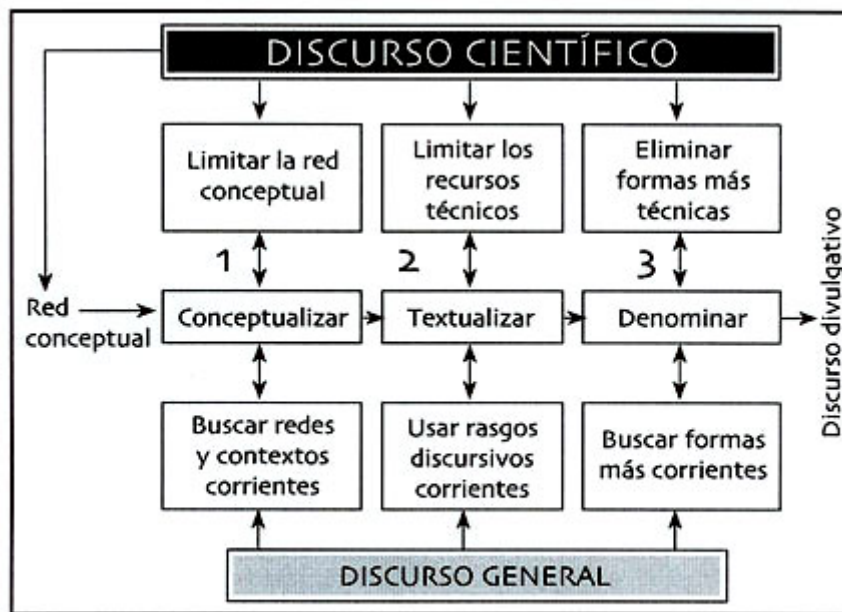 DISCURSO CIENTÍFICO
Limitar la red
conceptual
Limitar los
recursos
técnicos
Eliminar
formas más
técnicas
1
2
3
Red
conceptual
Conceptualizar
Textualizar
Denominar
Discurso divulgativo
Buscar redes
y contextos
corrientes
Usar rasgos
discursivos
corrientes
Buscar formas
más corrientes
DISCURSO GENERAL